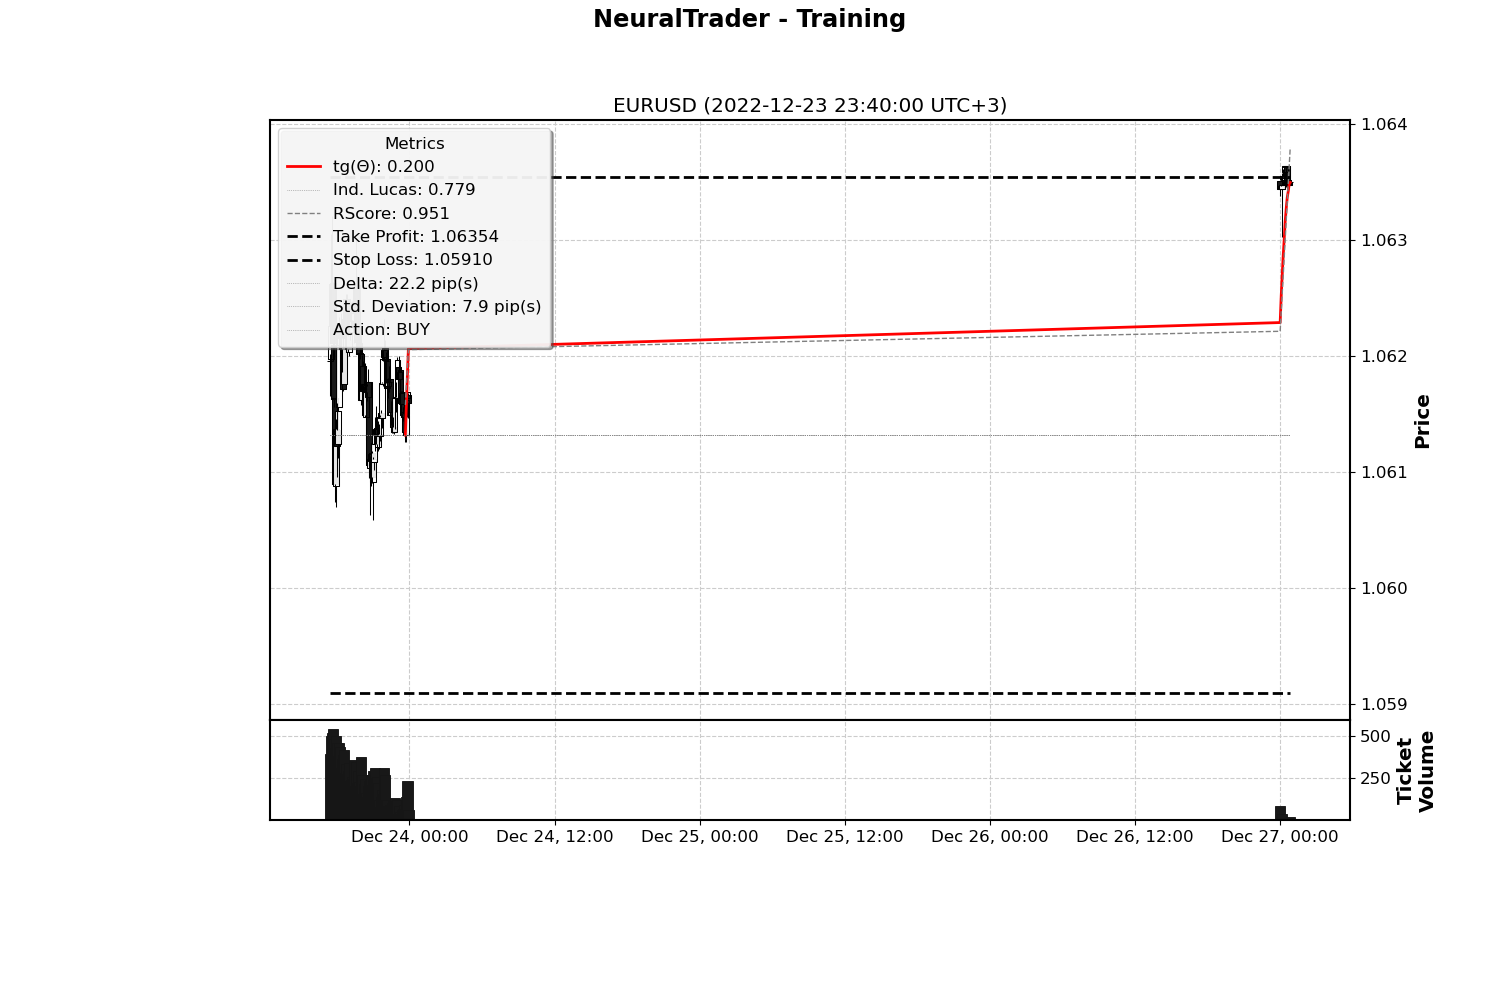 NeuralTrader - Training
EURUSD (2022-12-23 23:40:00 UTC+3)
Metrics
tg(Θ): 0.200
Ind. Lucas: 0.779
RScore: 0.951
Take Profit: 1.06354
Stop Loss: 1.05910
Delta: 22.2 pip(s)
Std. Deviation: 7.9 pip(s)
Action: BUY
1.064
1.063
1.062
1.061
1.060
1.059
Price
500
250
Ticket
Volume
Dec 24, 00:00
Dec 24, 12:00
Dec 25, 00:00
Dec 25, 12:00
Dec 26, 00:00
Dec 26, 12:00
Dec 27, 00:00